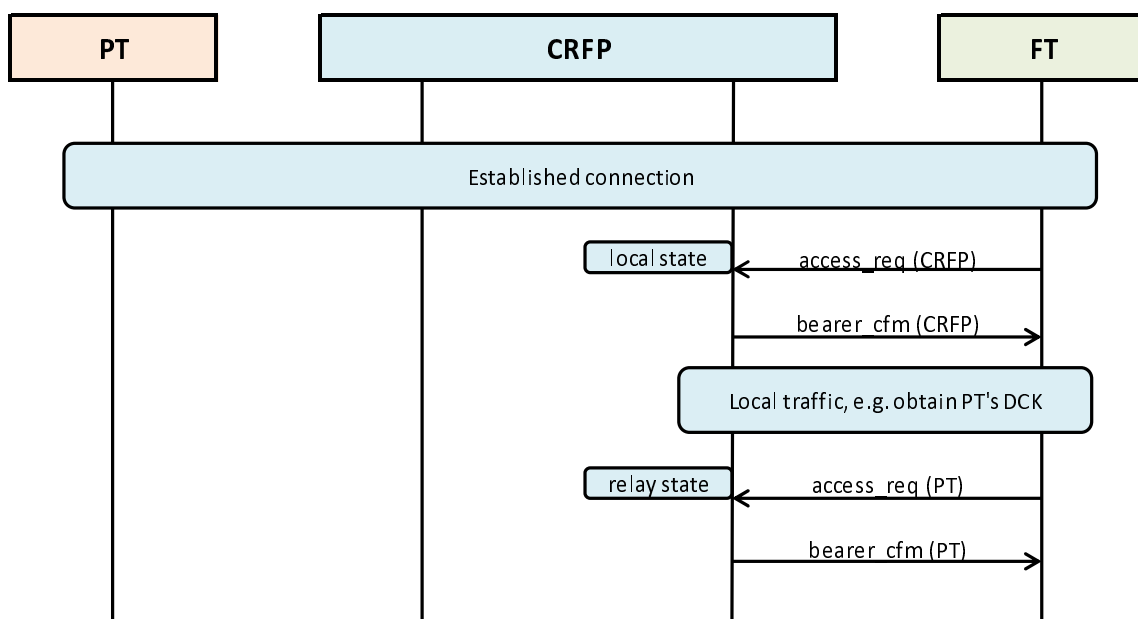 PT
CRFP
FT
Established connection
local state
access_req (CRFP)
bearer_cfm (CRFP)
Local traffic, e.g. obtain PT's DCK
relay state
access_req (PT)
bearer_cfm (PT)